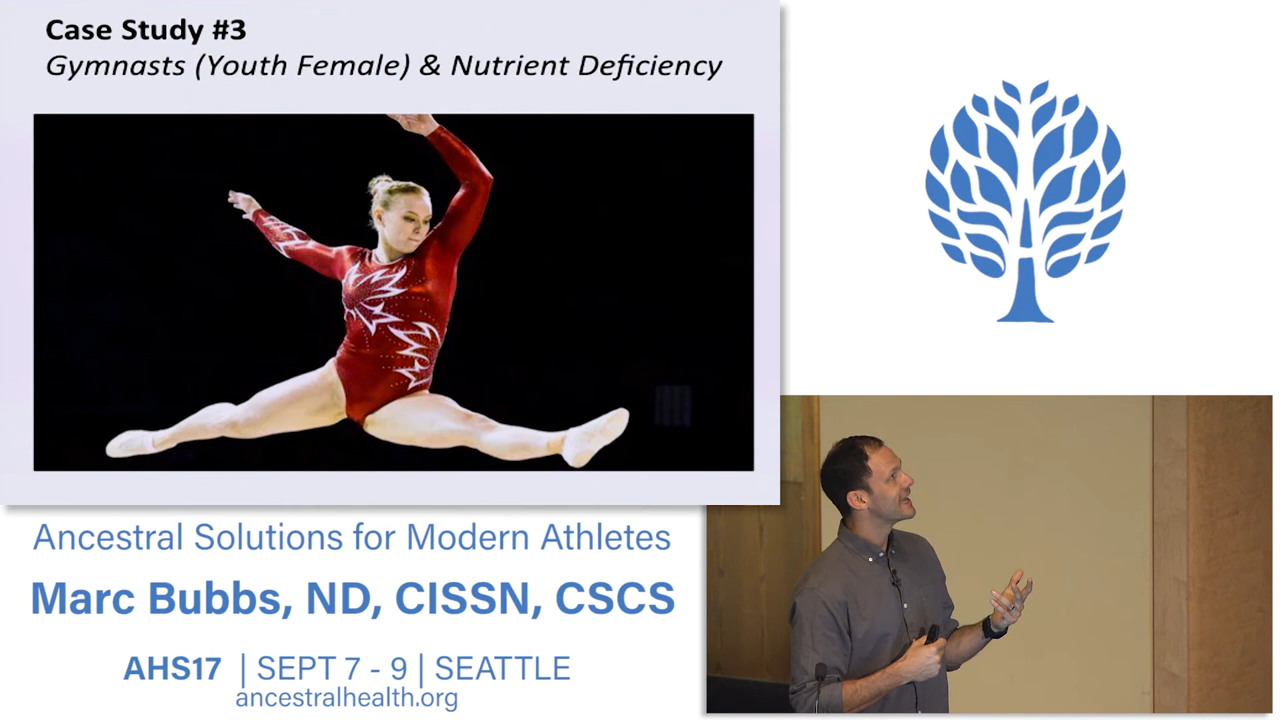 Case Study #3
Gymnasts (Youth Female) & Nutrient Deficiency
Ancestral Solutions for Modern Athletes
Marc Bubbs, ND, CISSN, CSCS
AHS17 | SEPT 7 - 9 | SEATTLE
ancestralhealth.org